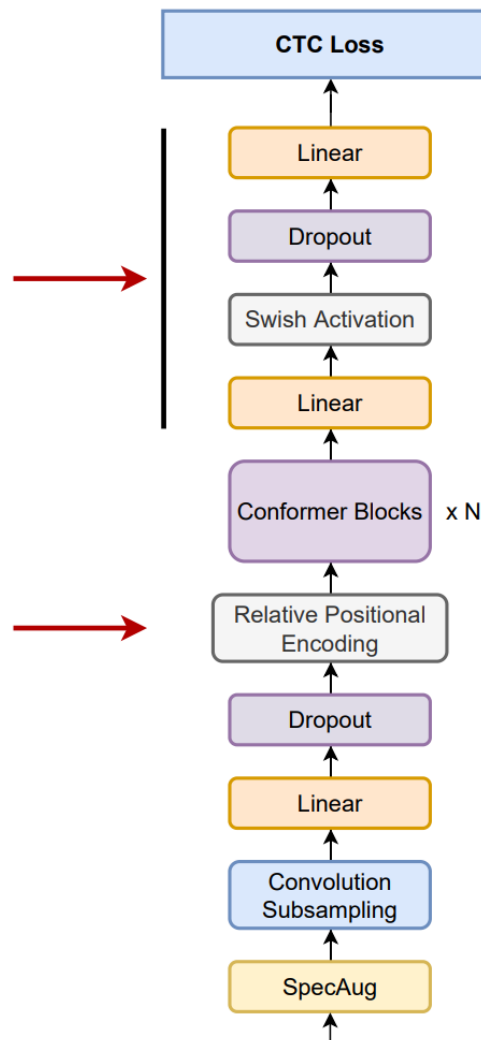 CTC Loss
Linear
Dropout
Swish Activation
Linear
Conformer Blocks
x N
Relative Positional
Encoding
Dropout
Linear
Convolution
Subsampling
SpecAug